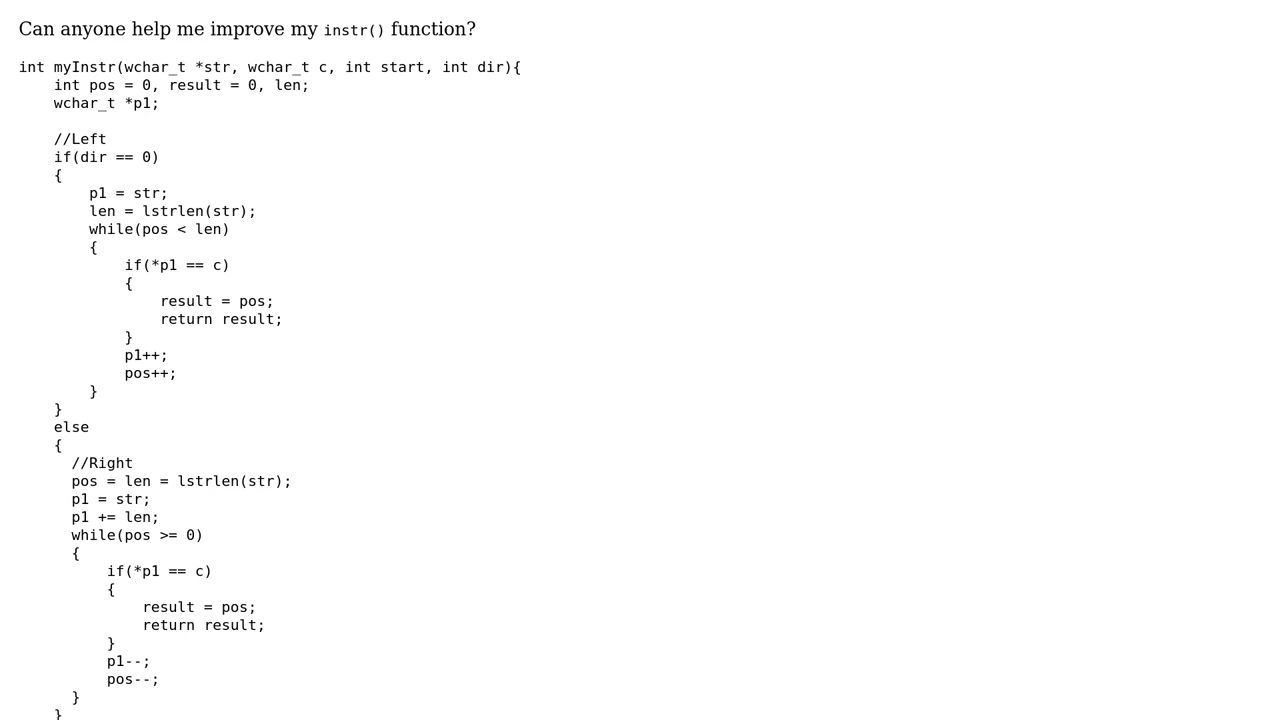 Can anyone help me improve my instr() function?
int myInstr(wchar_t *str, wchar_t c, int start, int dir){
    int pos = 0, result = 0, len;
    wchar_t *p1;

    //Left
    if(dir == 0)
    {
        p1 = str;
        len = lstrlen(str);
        while(pos < len)
        {
            if(*p1 == c)
            {
                result = pos;
                return result;
            }
            p1++;
            pos++;
        }
    }
    else
    {
      //Right
      pos = len = lstrlen(str);
      p1 = str;
      p1 += len;
      while(pos >= 0)
      {
          if(*p1 == c)
          {
              result = pos;
              return result;
          }
          p1--;
          pos--;
      }
    }